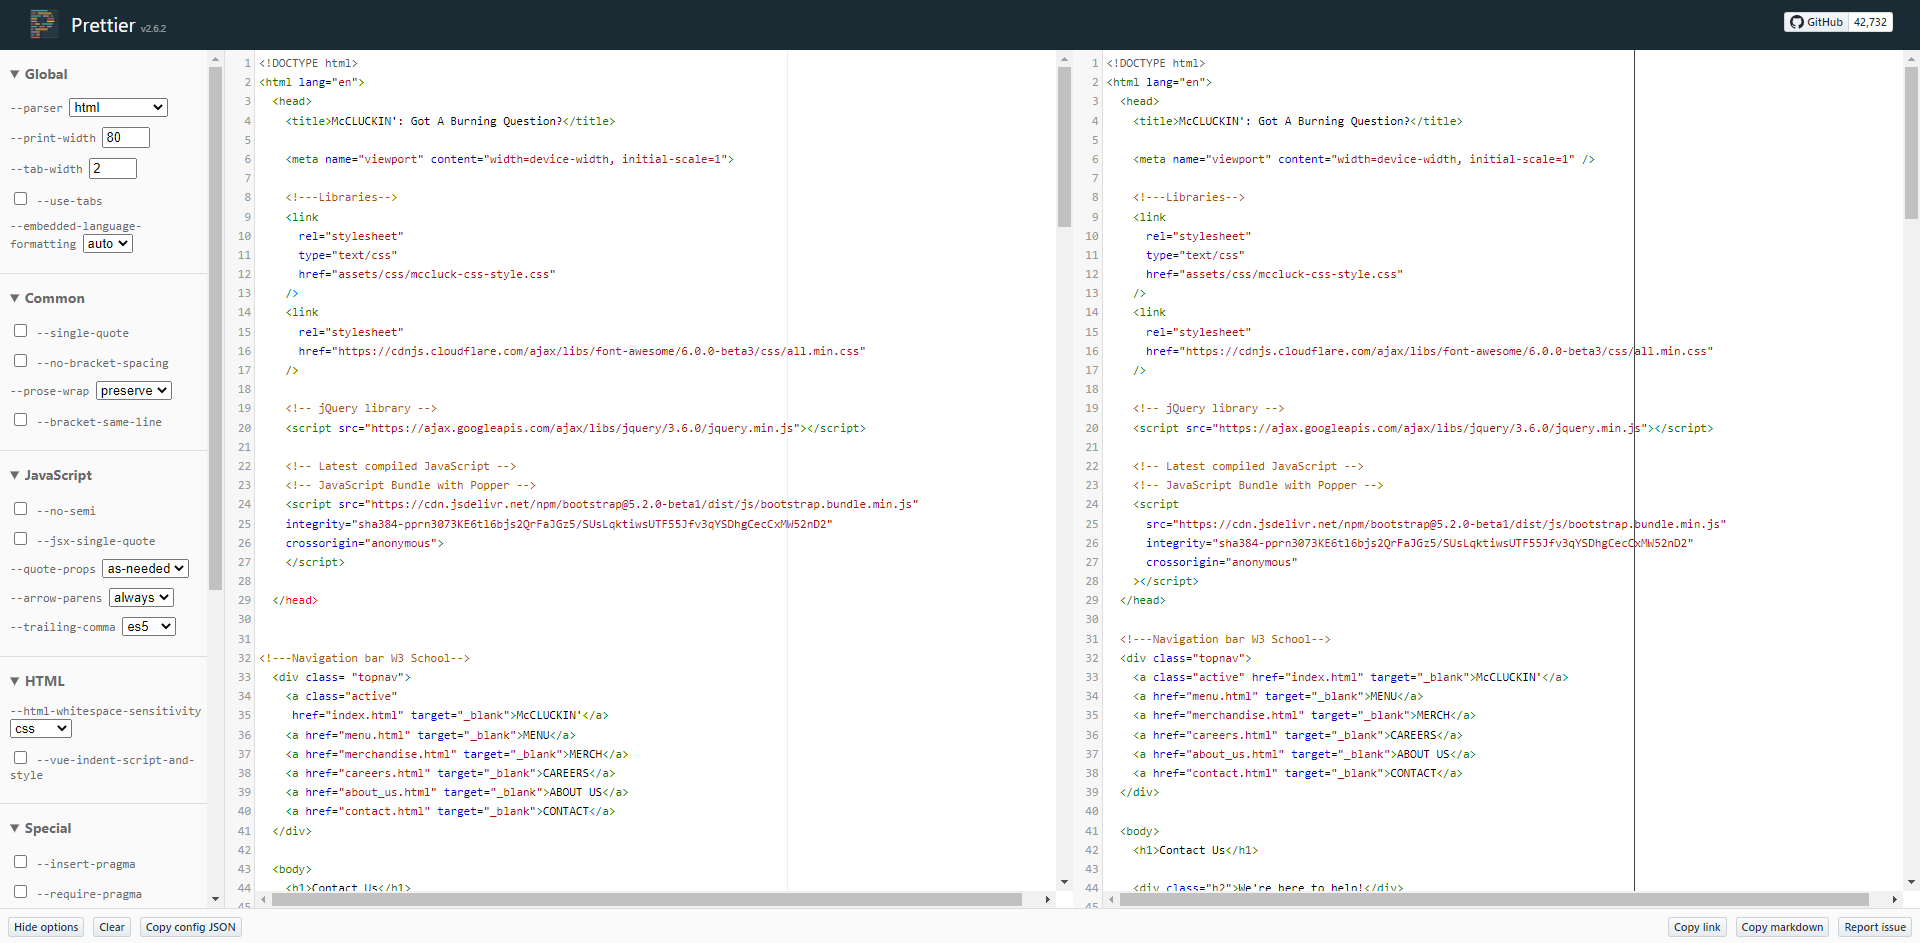 Prettier v2.6.2
GitHub 42,732
▼ Global
--parser html
--print-width 80
--tab-width 2
--use-tabs
--embedded-language-
formatting auto
▼ Common
--single-quote
--no-bracket-spacing
--prose-wrap preserve
--bracket-same-line
▼ JavaScript
--no-semi
--jsx-single-quote
--quote-props as-needed
--arrow-parens always
--trailing-comma es5
▼ HTML
--html-whitespace-sensitivity
css
--vue-indent-script-and-
style
▼ Special
--insert-pragma
--require-pragma
1 <!DOCTYPE html>
2 <html lang="en">
3 <head>
4 <title>McCLUCKIN': Got A Burning Question?</title>
5
6 <meta name="viewport" content="width=device-width, initial-scale=1">
7
8 <!---Libraries-->
9 <link
10 rel="stylesheet"
11 type="text/css"
12 href="assets/css/mccluck-css-style.css"
13 />
14 <link
15 rel="stylesheet"
16 href="https://cdnjs.cloudflare.com/ajax/libs/font-awesome/6.0.0-beta3/css/all.min.css"
17 />
18
19 <!-- jQuery library -->
20 <script src="https://ajax.googleapis.com/ajax/libs/jquery/3.6.0/jquery.min.js"></script>
21
22 <!-- Latest compiled JavaScript -->
23 <!-- JavaScript Bundle with Popper -->
24 <script src="https://cdn.jsdelivr.net/npm/bootstrap@5.2.0-beta1/dist/js/bootstrap.bundle.min.js"
25 integrity="sha384-pprn3073KE6tl6bjs2QrFaJGz5/SUsLqktiwsUTF55Jfv3qYSDhgCecCxMW52nD2"
26 crossorigin="anonymous">
27 </script>
28
29 </head>
30
31
32 <!---Navigation bar W3 School-->
33 <div class= "topnav">
34 <a class="active"
35 href="index.html" target="_blank">McCLUCKIN'</a>
36 <a href="menu.html" target="_blank">MENU</a>
37 <a href="merchandise.html" target="_blank">MERCH</a>
38 <a href="careers.html" target="_blank">CAREERS</a>
39 <a href="about_us.html" target="_blank">ABOUT US</a>
40 <a href="contact.html" target="_blank">CONTACT</a>
41 </div>
42
43 <body>
44 <h1>Contact Us</h1>
45
1 <!DOCTYPE html>
2 <html lang="en">
3 <head>
4 <title>McCLUCKIN': Got A Burning Question?</title>
5
6 <meta name="viewport" content="width=device-width, initial-scale=1" />
7
8 <!---Libraries-->
9 <link
10 rel="stylesheet"
11 type="text/css"
12 href="assets/css/mccluck-css-style.css"
13 />
14 <link
15 rel="stylesheet"
16 href="https://cdnjs.cloudflare.com/ajax/libs/font-awesome/6.0.0-beta3/css/all.min.css"
17 />
18
19 <!-- jQuery library -->
20 <script src="https://ajax.googleapis.com/ajax/libs/jquery/3.6.0/jquery.min.js"></script>
21
22 <!-- Latest compiled JavaScript -->
23 <!-- JavaScript Bundle with Popper -->
24 <script
25 src="https://cdn.jsdelivr.net/npm/bootstrap@5.2.0-beta1/dist/js/bootstrap.bundle.min.js"
26 integrity="sha384-pprn3073KE6tl6bjs2QrFaJGz5/SUsLqktiwsUTF55Jfv3qYSDhgCecCxMW52nD2"
27 crossorigin="anonymous"
28 ></script>
29 </head>
30
31 <!---Navigation bar W3 School-->
32 <div class="topnav">
33 <a class="active" href="index.html" target="_blank">McCLUCKIN'</a>
34 <a href="menu.html" target="_blank">MENU</a>
35 <a href="merchandise.html" target="_blank">MERCH</a>
36 <a href="careers.html" target="_blank">CAREERS</a>
37 <a href="about_us.html" target="_blank">ABOUT US</a>
38 <a href="contact.html" target="_blank">CONTACT</a>
39 </div>
40
41 <body>
42 <h1>Contact Us</h1>
43
44 <div class="h2">We're here to help!</div>
45
Hide options Clear Copy config JSON Copy link Copy markdown Report issue